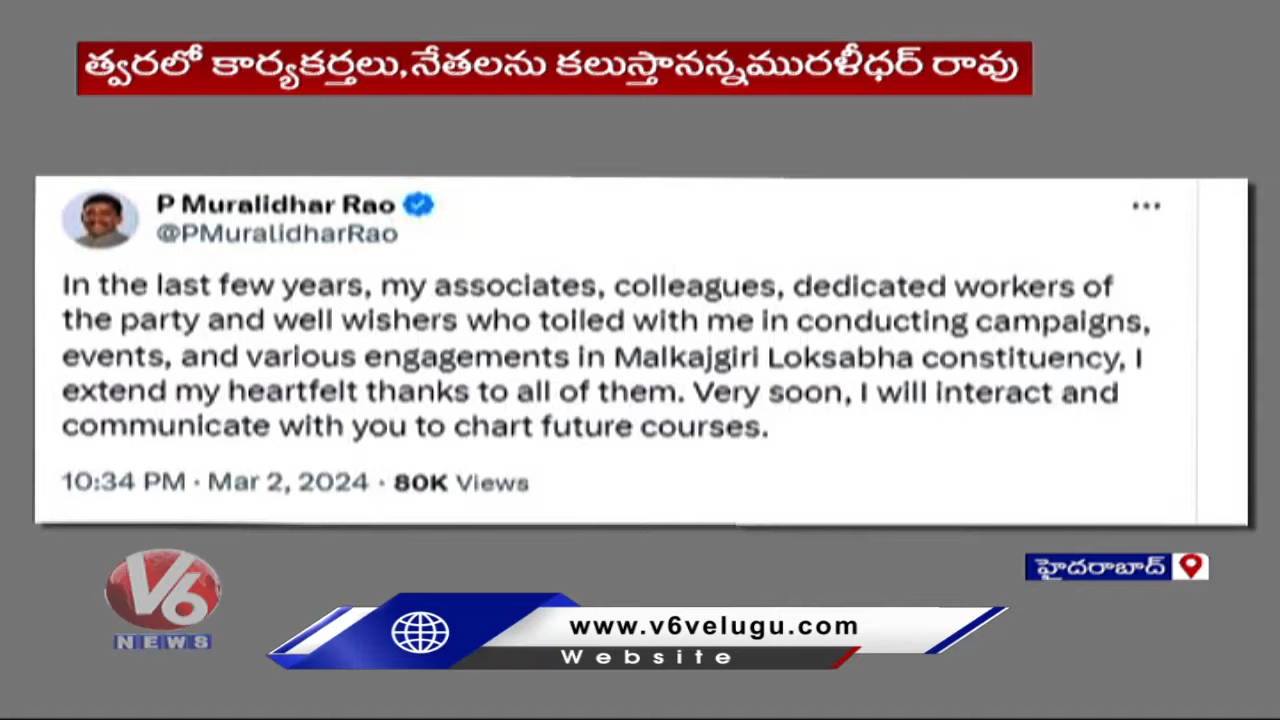 త్వరలో కార్యకర్తలు,నేతలను కలుస్తానన్నమురళీధర్ రావు
P Muralidhar Rao
@PMuralidharRao
In the last few years, my associates, colleagues, dedicated workers of
the party and well wishers who toiled with me in conducting campaigns,
events, and various engagements in Malkajgiri Loksabha constituency, I
extend my heartfelt thanks to all of them. Very soon, I will interact and
communicate with you to chart future courses.
10:34 PM · Mar 2, 2024 · 80K Views
హైదరాబాద్
V6
NEWS
www.v6velugu.com
Website